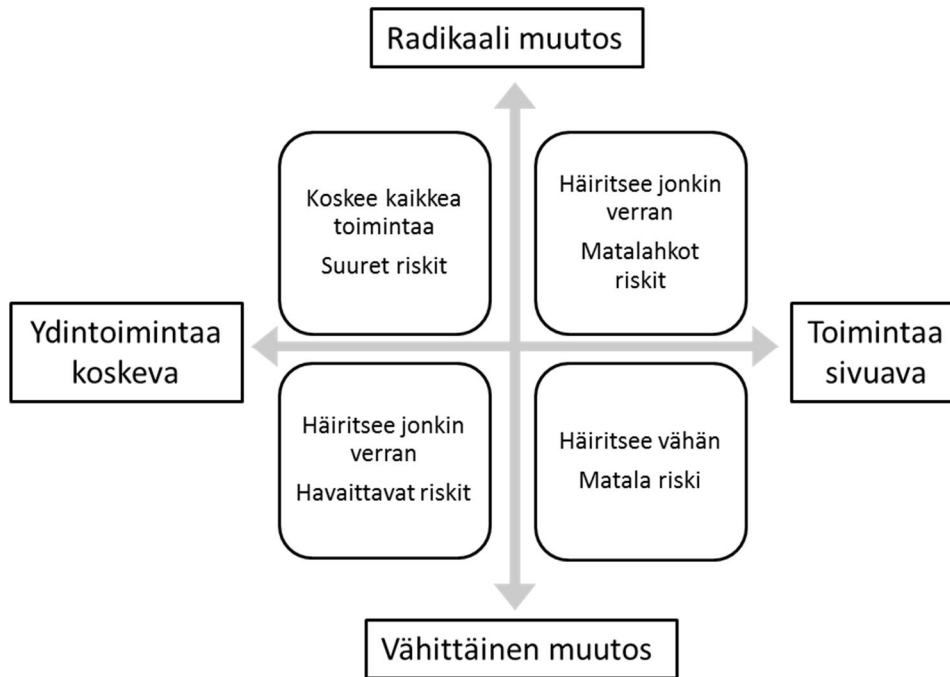 Radikaali muutos
Koskee kaikkea
toimintaa
Suuret riskit
Häiritsee jonkin
verran
Matalahkot
riskit
Ydintoimintaa
koskeva
Toimintaa
sivuava
Häiritsee jonkin
verran
Havaittavat riskit
Häiritsee vähän
Matala riski
Vähittäinen muutos